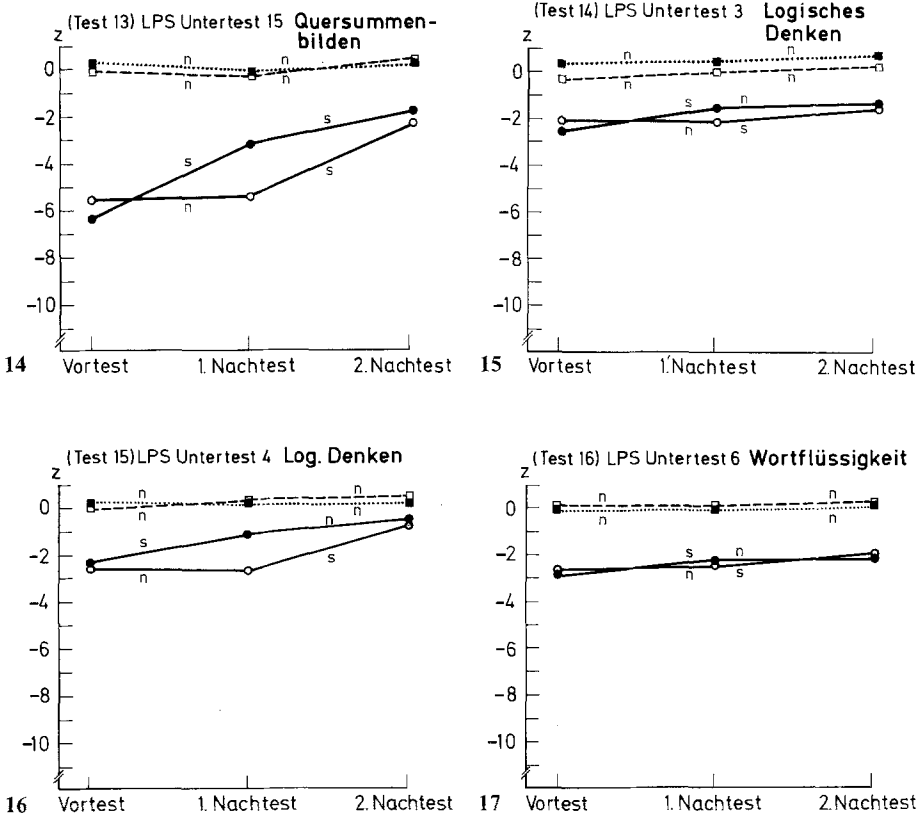 (Test 13) LPS Untertest 15 Quersummen-
bilden
z
0
-2
-4
-6
-8
-10
n
n
n
n
s
s
n
s
14 Vortest 1. Nachtest 2. Nachtest
(Test 14) LPS Untertest 3 Logisches
Denken
z
0
-2
-4
-6
-8
-10
n
n
n
n
s
n
n
s
15 Vortest 1. Nachtest 2. Nachtest
(Test 15) LPS Untertest 4 Log. Denken
z
0
-2
-4
-6
-8
-10
n
n
n
n
s
n
n
s
16 Vortest 1. Nachtest 2. Nachtest
(Test 16) LPS Untertest 6 Wortflüssigkeit
z
0
-2
-4
-6
-8
-10
n
n
n
n
s
n
n
s
17 Vortest 1. Nachtest 2. Nachtest